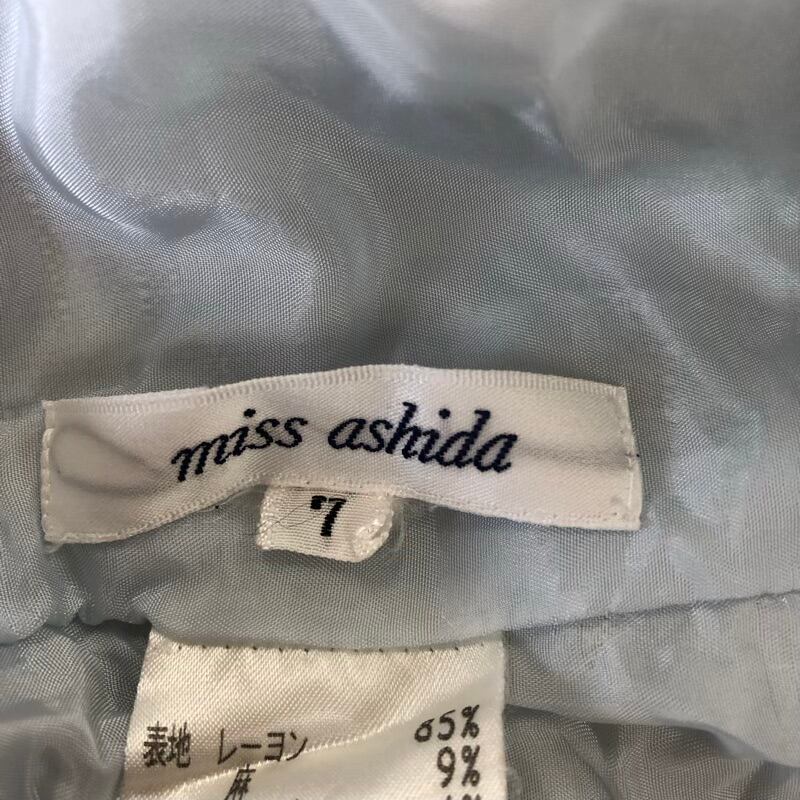 miss ashida
7
表地 レーヨン 85%
麻 9%